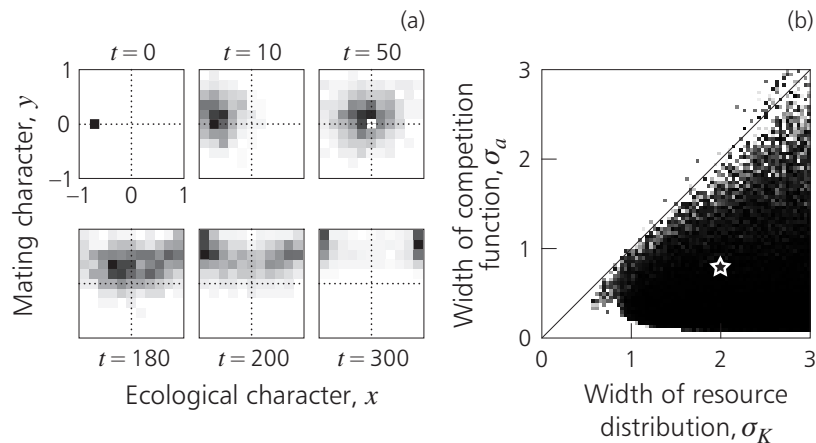 (a)
t = 0
t = 10
t = 50
1
0
−1
−1
0
1
Mating character, y
t = 180
t = 200
t = 300
Ecological character, x
(b)
3
2
1
0
Width of competition
function, σa
0
1
2
3
Width of resource
distribution, σK